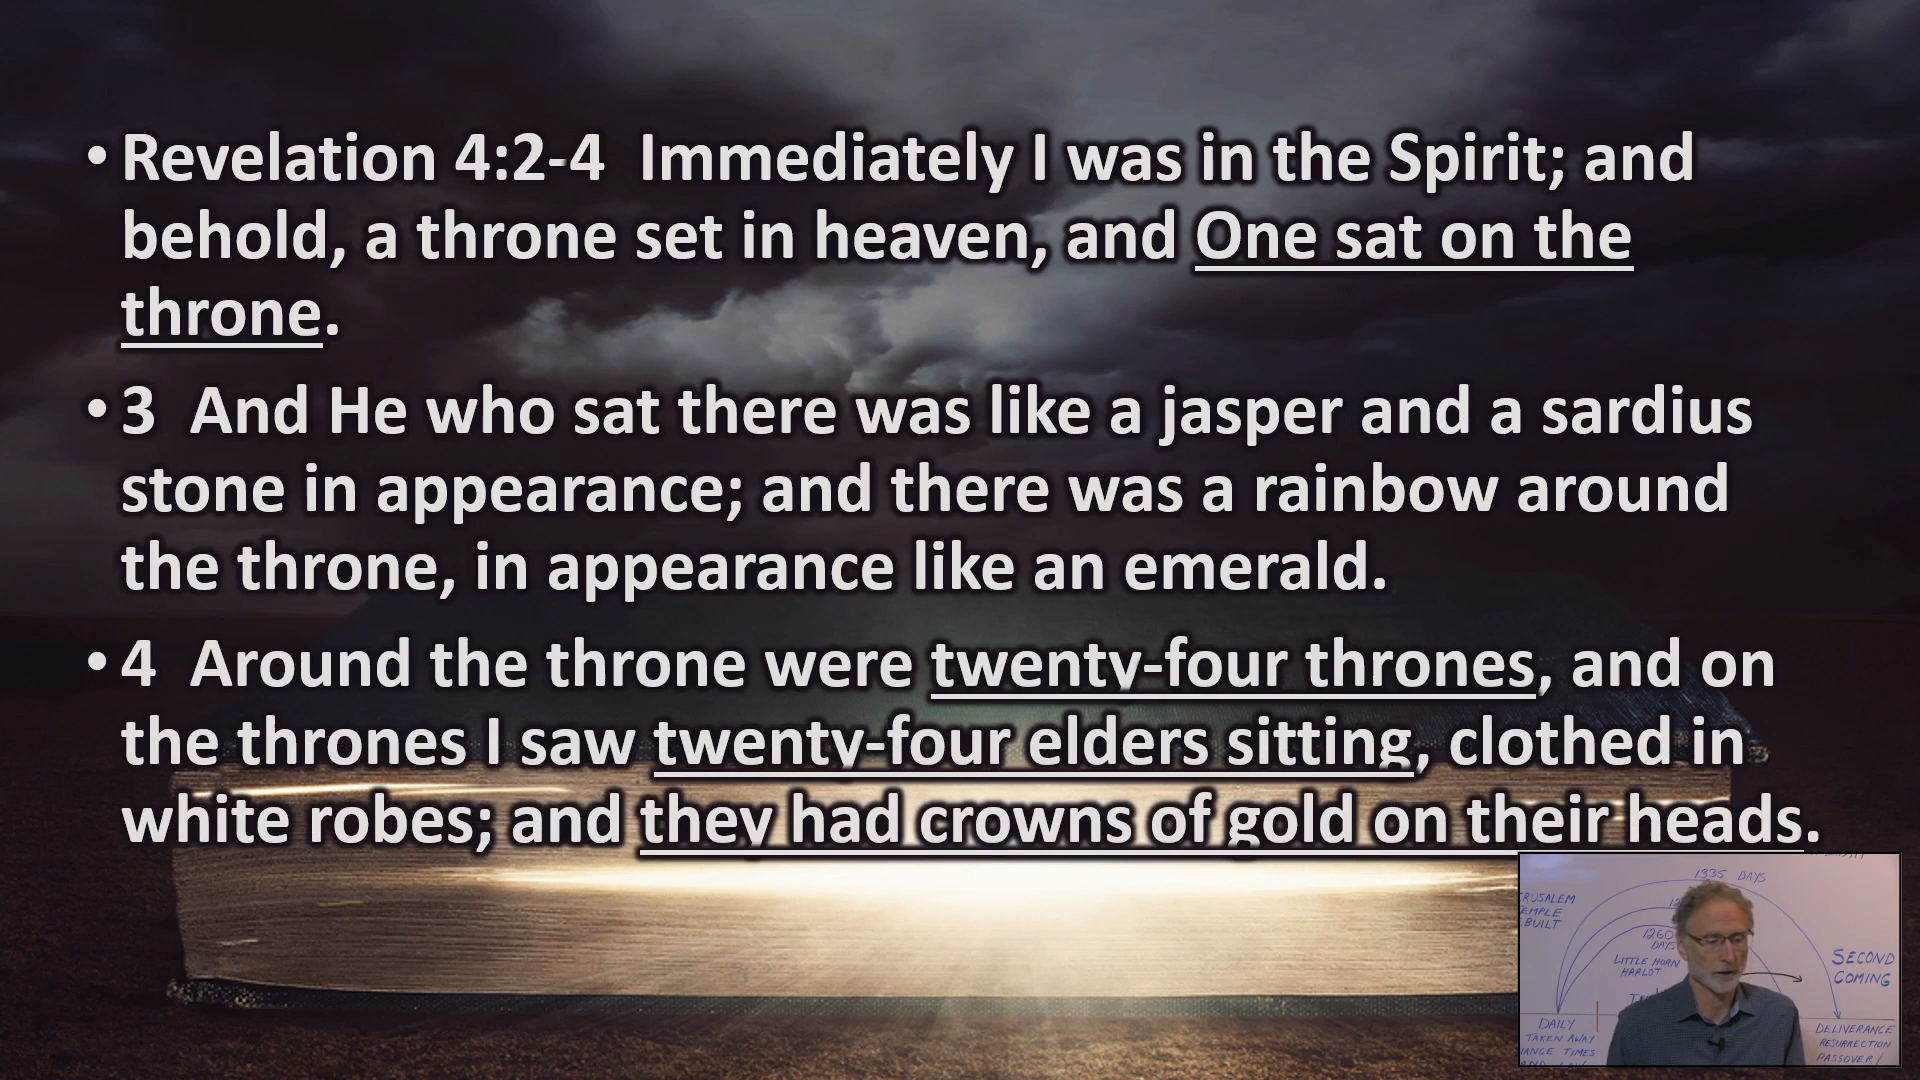 • Revelation 4:2-4  Immediately I was in the Spirit; and
behold, a throne set in heaven, and One sat on the
throne.
• 3  And He who sat there was like a jasper and a sardius
stone in appearance; and there was a rainbow around
the throne, in appearance like an emerald.
• 4  Around the throne were twenty-four thrones, and on
the thrones I saw twenty-four elders sitting, clothed in
white robes; and they had crowns of gold on their heads.
1335 DAYS
1260
DAYS
LITTLE HORN
HARLOT
SECOND
COMING
DAILY
TAKEN AWAY
TIMES
DELIVERANCE
RESURRECTION
PASSOVER/